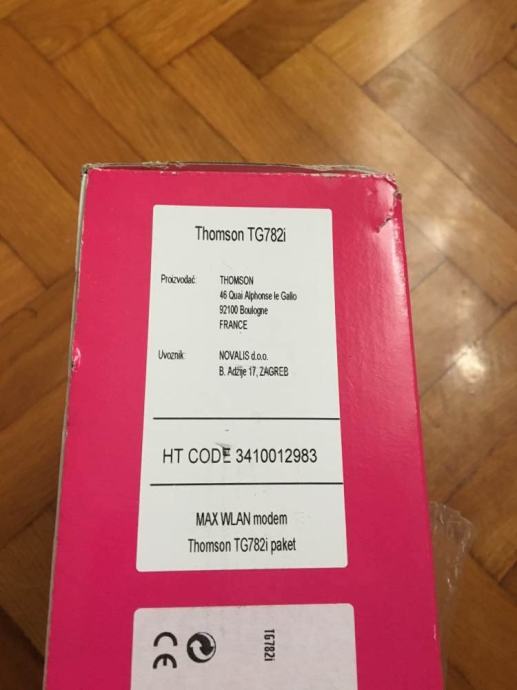 Thomson TG782i
Proizvođač: THOMSON
46 Quai Alphonse le Gallo
92100 Boulogne
FRANCE
Uvoznik: NOVALIS d.o.o.
B. Adžije 17, ZAGREB
HT CODE 3410012983
MAX WLAN modem
Thomson TG782i paket
CE
TG782i